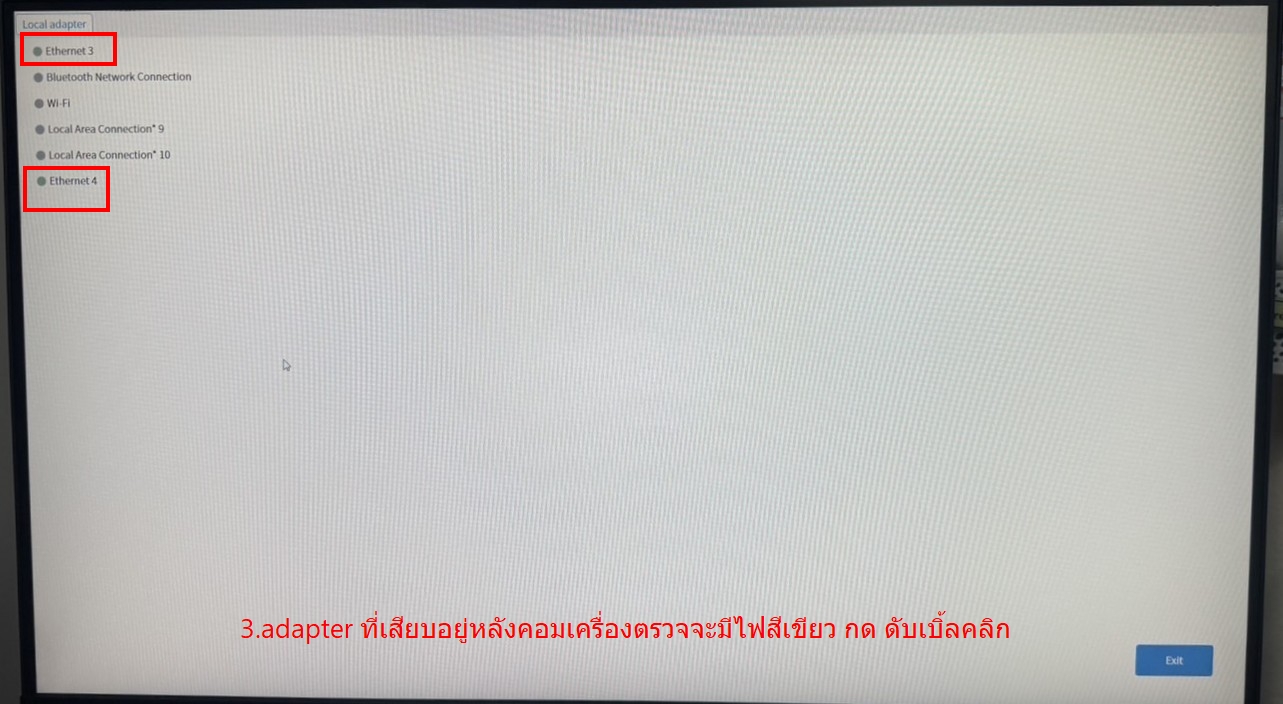 Local adapter
Ethernet 3
Bluetooth Network Connection
Wi-Fi
Local Area Connection* 9
Local Area Connection* 10
Ethernet 4
3.adapter ที่เสียบอยู่หลังคอมเครื่องตรวจจะมีไฟสีเขียว กด ดับเบิ้ลคลิก
Exit